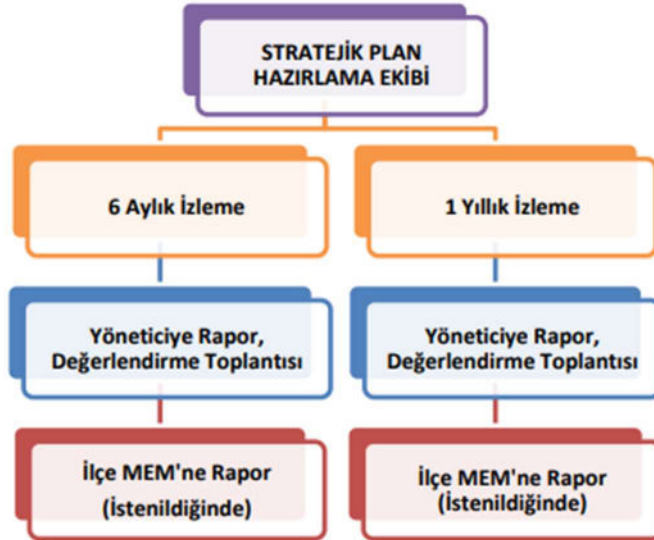 STRATEJİK PLAN
HAZIRLAMA EKİBİ
6 Aylık İzleme
1 Yıllık İzleme
Yöneticiye Rapor,
Değerlendirme Toplantısı
Yöneticiye Rapor,
Değerlendirme Toplantısı
İlçe MEM'ne Rapor
(İstenildiğinde)
İlçe MEM'ne Rapor
(İstenildiğinde)